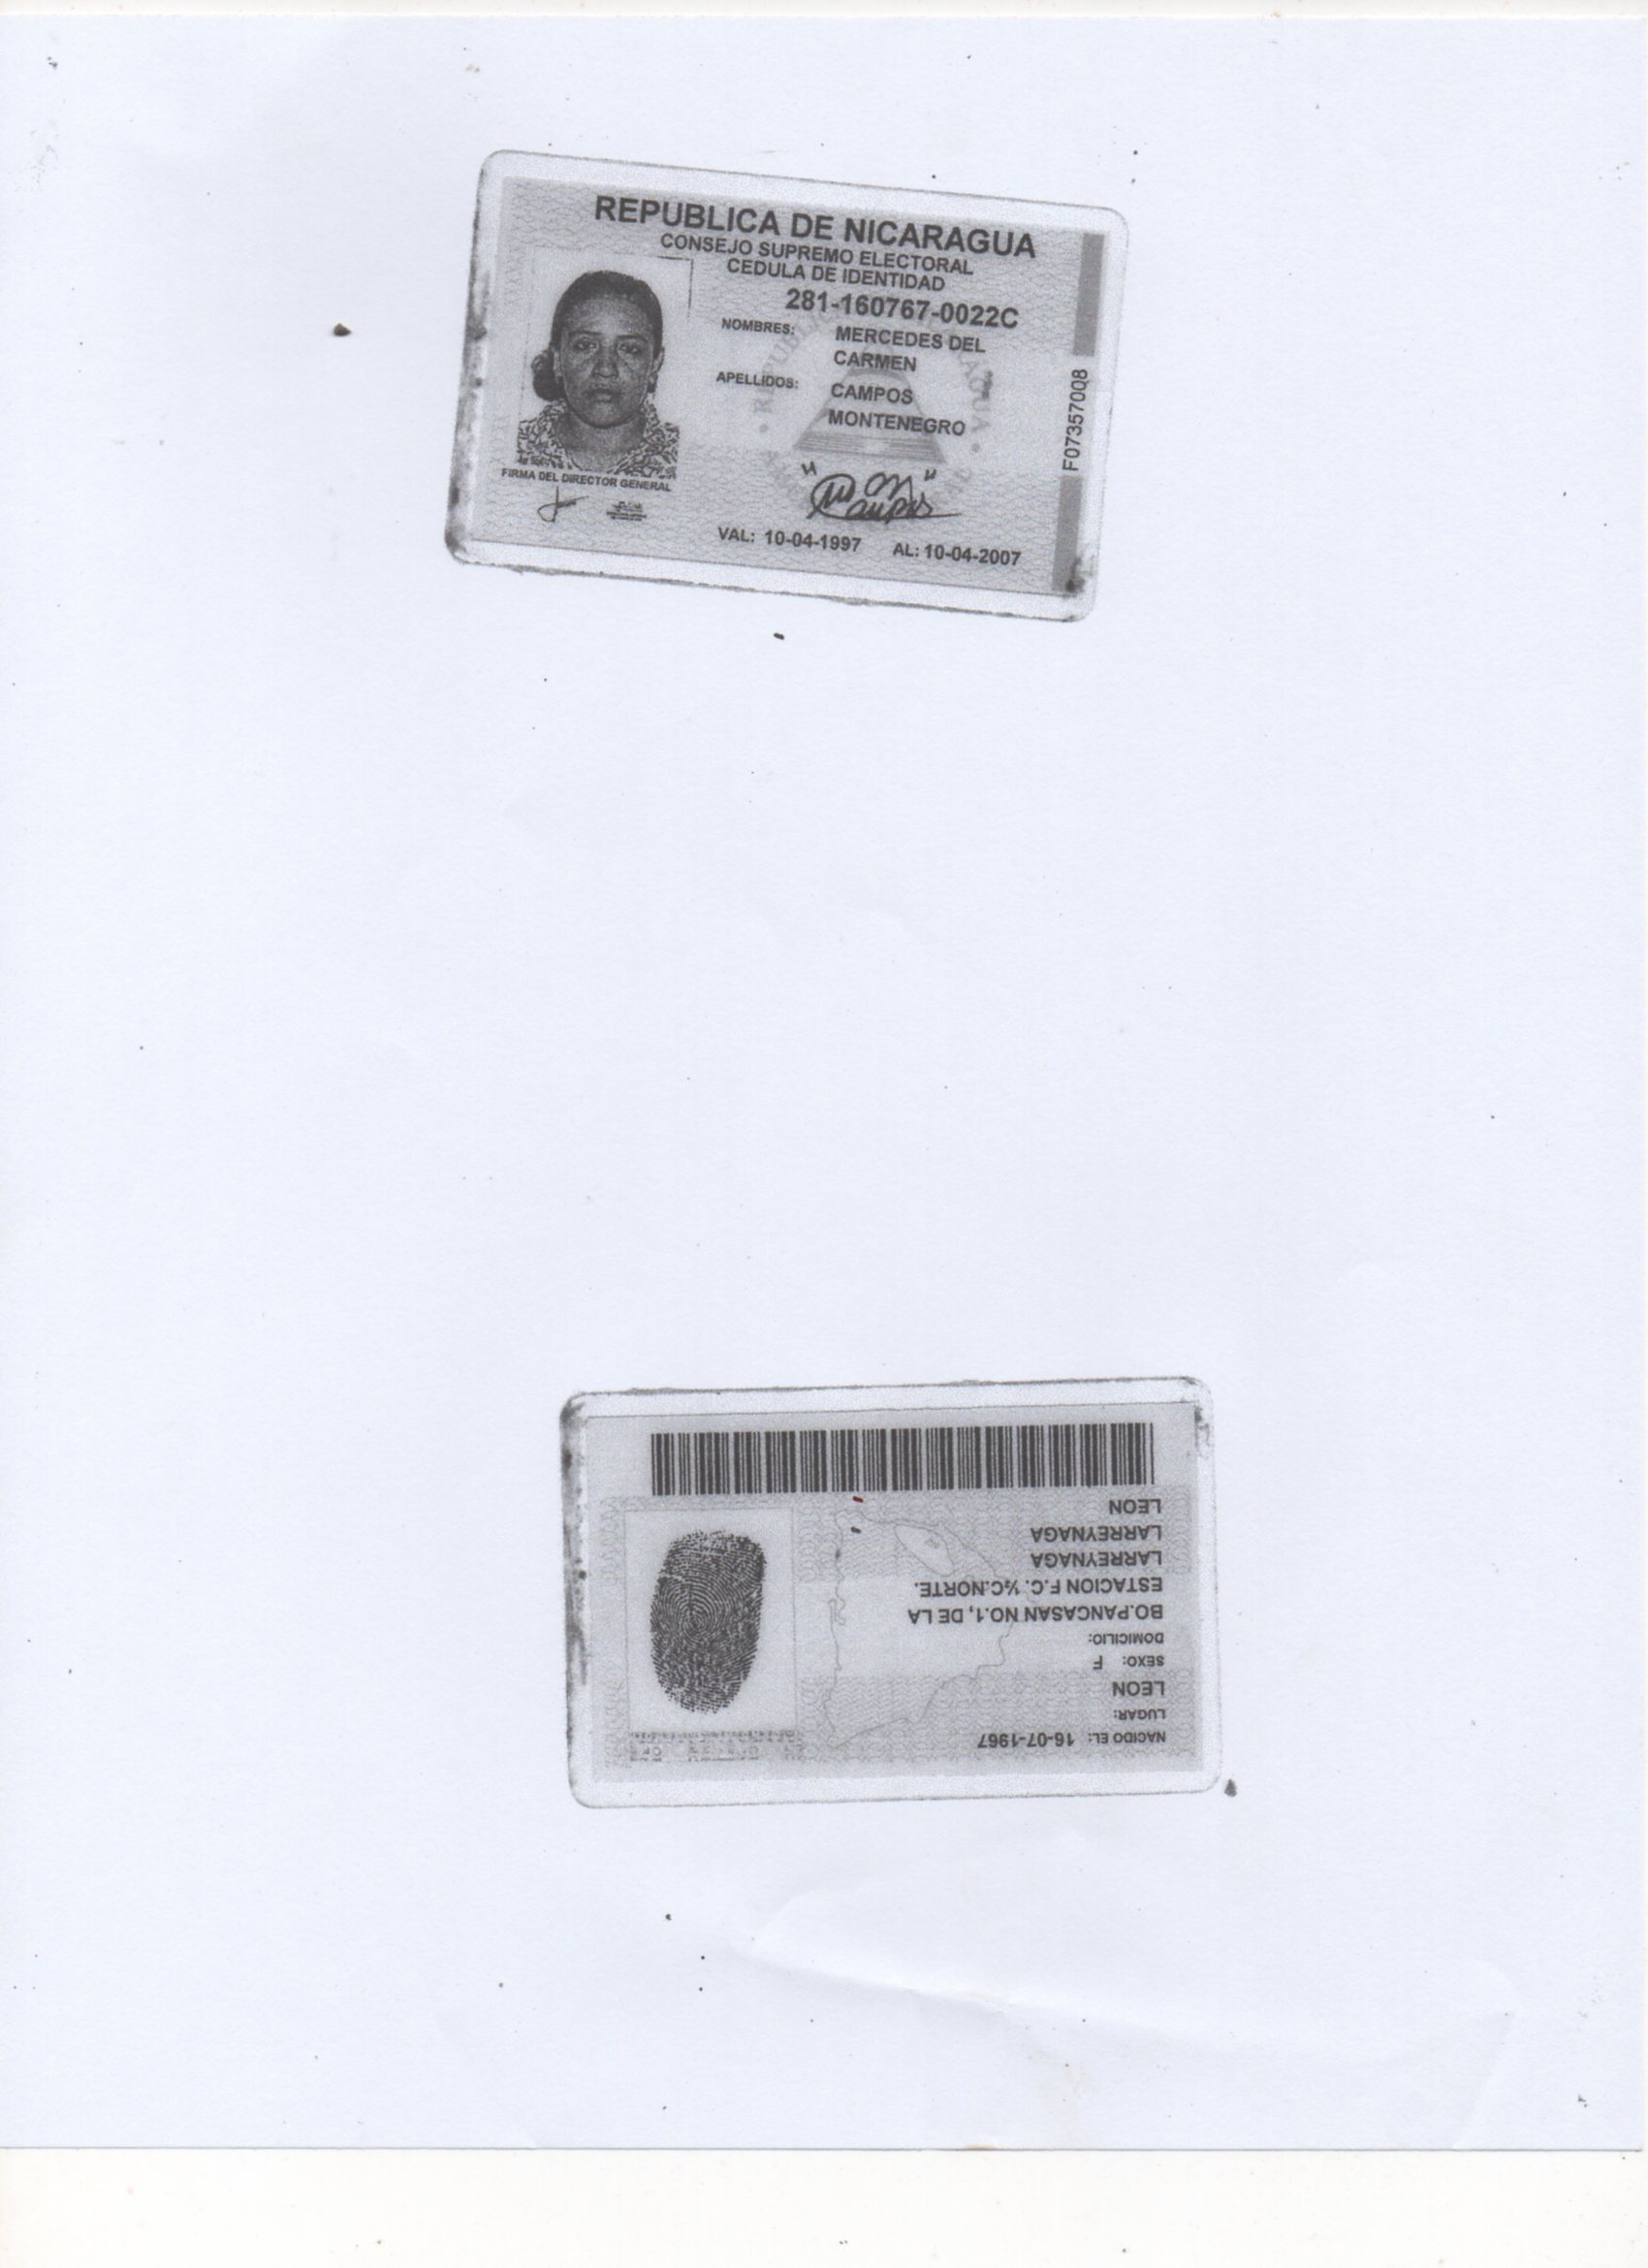 REPUBLICA DE NICARAGUA
CONSEJO SUPREMO ELECTORAL
CEDULA DE IDENTIDAD
281-160767-0022C
NOMBRES: MERCEDES DEL
CARMEN
APELLIDOS: CAMPOS
MONTENEGRO
FIRMA DEL DIRECTOR GENERAL
VAL: 10-04-1997 AL: 10-04-2007
F07357008
NACIDO EL: 16-07-1967
LUGAR:
LEON
SEXO: F
DOMICILIO:
BO.PANCASAN NO.1, DE LA
ESTACION F.C. ½C.NORTE.
LARREYNAGA
LARREYNAGA
LEON